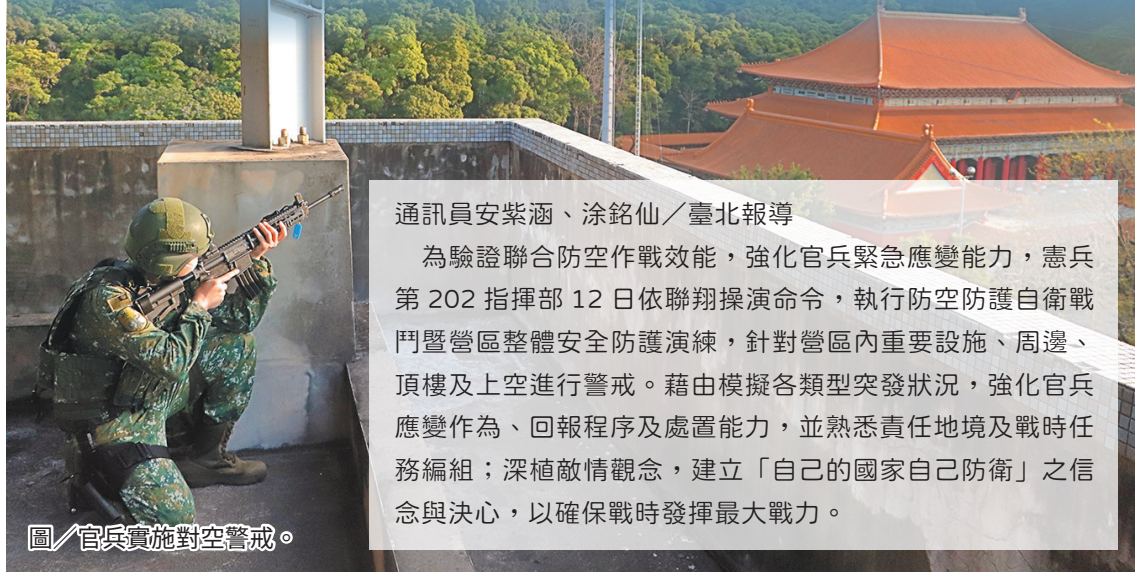 通訊員安紫涵、涂銘仙／臺北報導
為驗證聯合防空作戰效能，強化官兵緊急應變能力，憲兵
第 202 指揮部 12 日依聯翔操演命令，執行防空防護自衛戰
鬥暨營區整體安全防護演練，針對營區內重要設施、周邊、
頂樓及上空進行警戒。藉由模擬各類型突發狀況，強化官兵
應變作為、回報程序及處置能力，並熟悉責任地境及戰時任
務編組；深植敵情觀念，建立「自己的國家自己防衛」之信
念與決心，以確保戰時發揮最大戰力。
圖／官兵實施對空警戒。